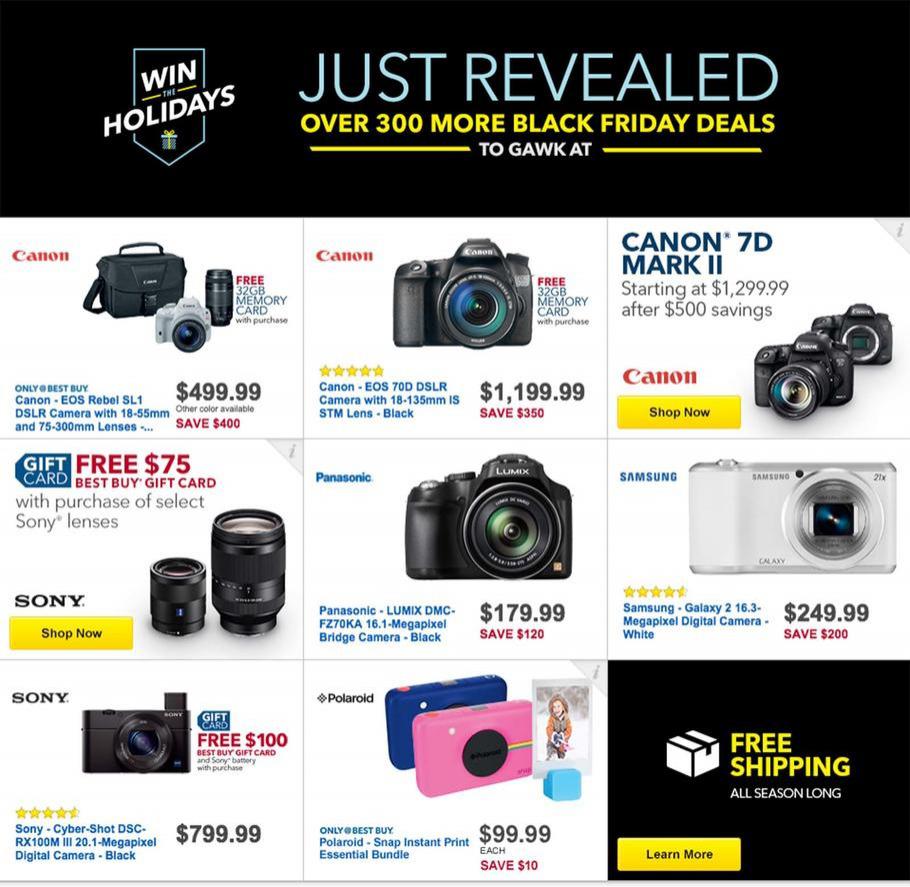 WIN
THE
HOLIDAYS
JUST REVEALED
OVER 300 MORE BLACK FRIDAY DEALS
TO GAWK AT
Canon
FREE
32GB
MEMORY
CARD
with purchase
ONLY@BEST BUY.
Canon - EOS Rebel SL1
DSLR Camera with 18-55mm
and 75-300mm Lenses -...
$499.99
Other color available
SAVE $400
Canon
Canon
FREE
32GB
MEMORY
CARD
with purchase
Canon - EOS 70D DSLR
Camera with 18-135mm IS
STM Lens - Black
$1,199.99
SAVE $350
CANON® 7D
MARK II
Starting at $1,299.99
after $500 savings
Canon
Canon
Shop Now
GIFT
CARD
FREE $75
BEST BUY® GIFT CARD
with purchase of select
Sony® lenses
SONY
Shop Now
Panasonic
LUMIX
Panasonic - LUMIX DMC-
FZ70KA 16.1-Megapixel
Bridge Camera - Black
$179.99
SAVE $120
SAMSUNG
SAMSUNG
21x
GALAXY
Samsung - Galaxy 2 16.3-
Megapixel Digital Camera -
White
$249.99
SAVE $200
SONY
SONY
GIFT
CARD
FREE $100
BEST BUY® GIFT CARD
and Sony® battery
with purchase
Sony - Cyber-Shot DSC-
RX100M III 20.1-Megapixel
Digital Camera - Black
$799.99
Polaroid
Polaroid
ONLY@BEST BUY.
Polaroid - Snap Instant Print
Essential Bundle
$99.99
EACH
SAVE $10
FREE
SHIPPING
ALL SEASON LONG
Learn More